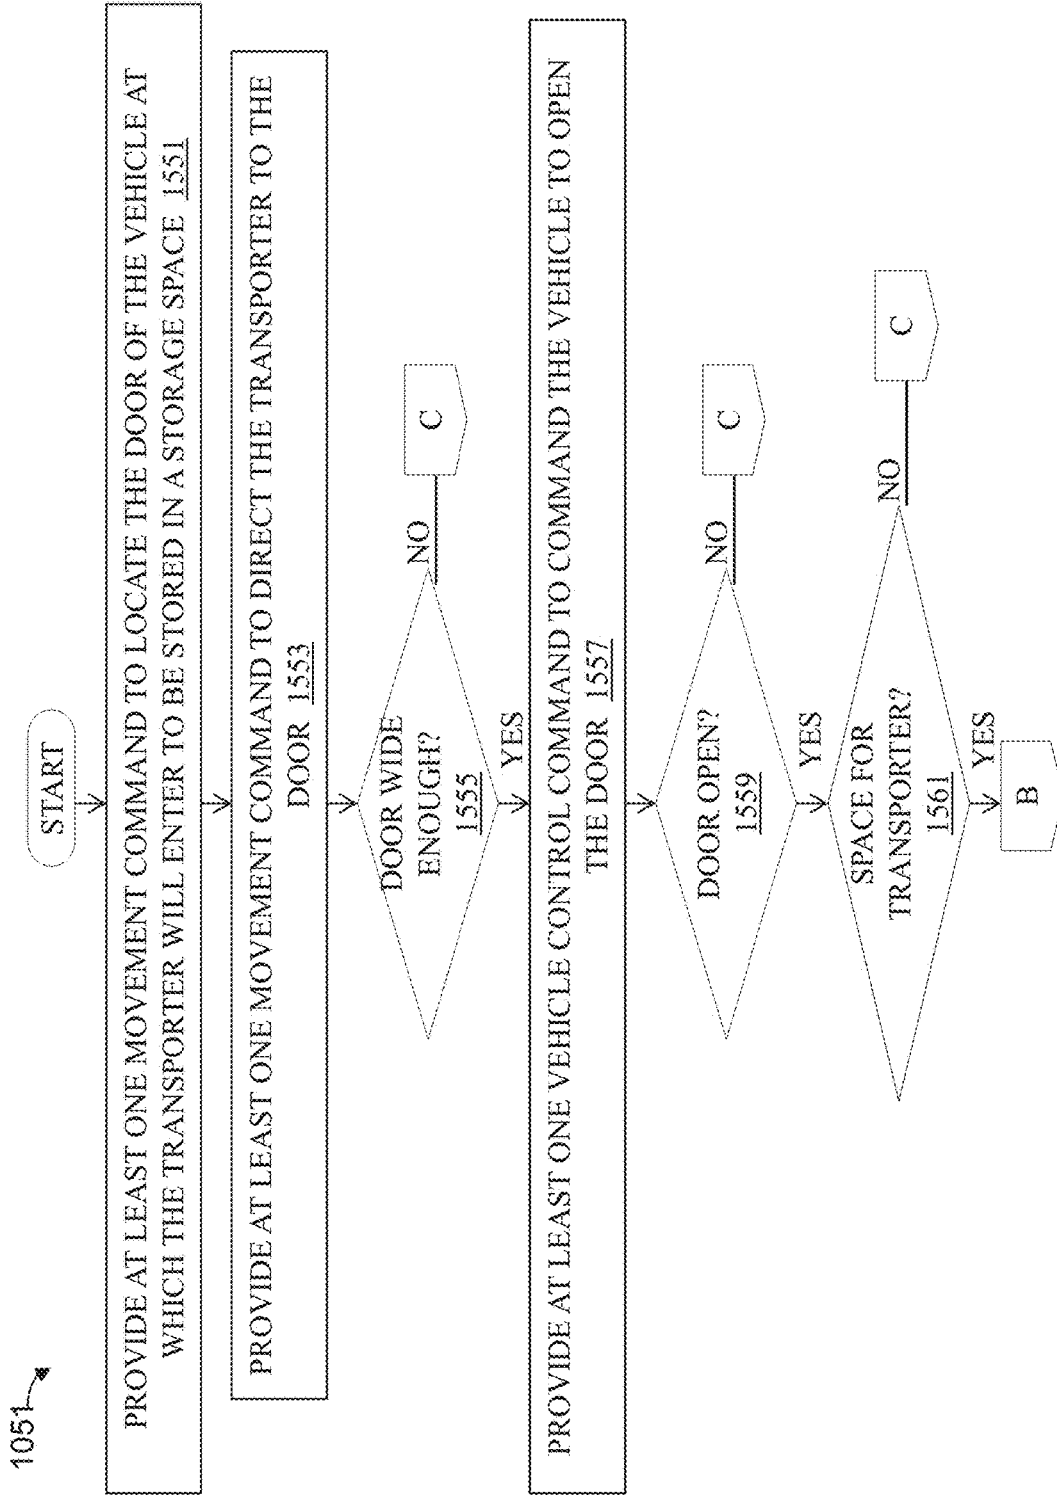 1051
START
PROVIDE AT LEAST ONE MOVEMENT COMMAND TO LOCATE THE DOOR OF THE VEHICLE AT
WHICH THE TRANSPORTER WILL ENTER TO BE STORED IN A STORAGE SPACE 1551
PROVIDE AT LEAST ONE MOVEMENT COMMAND TO DIRECT THE TRANSPORTER TO THE
DOOR 1553
DOOR WIDE
ENOUGH?
1555
NO
C
YES
PROVIDE AT LEAST ONE VEHICLE CONTROL COMMAND TO COMMAND THE VEHICLE TO OPEN
THE DOOR 1557
DOOR OPEN?
1559
NO
C
YES
SPACE FOR
TRANSPORTER?
1561
NO
C
YES
B